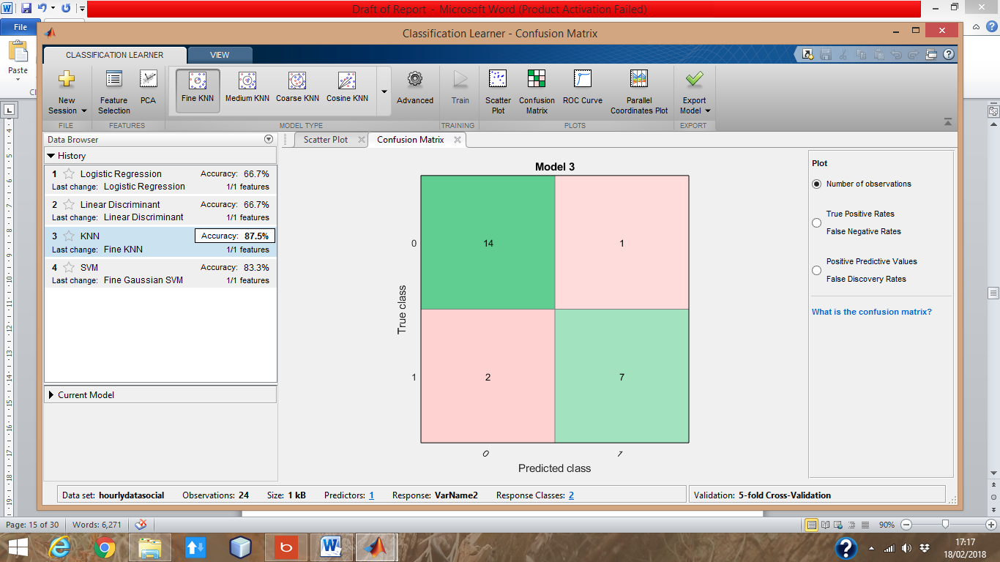 Draft of Report - Microsoft Word (Product Activation Failed)
File
Paste
Classification Learner - Confusion Matrix
CLASSIFICATION LEARNER
VIEW
New Session
Feature Selection
PCA
Fine KNN
Medium KNN
Coarse KNN
Cosine KNN
Advanced
Train
Scatter Plot
Confusion Matrix
ROC Curve
Parallel Coordinates Plot
Export Model
FILE
FEATURES
MODEL TYPE
TRAINING
PLOTS
EXPORT
Data Browser
History
1 Logistic Regression Accuracy: 66.7%
Last change: Logistic Regression 1/1 features
2 Linear Discriminant Accuracy: 66.7%
Last change: Linear Discriminant 1/1 features
3 KNN Accuracy: 87.5%
Last change: Fine KNN 1/1 features
4 SVM Accuracy: 83.3%
Last change: Fine Gaussian SVM 1/1 features
Current Model
Scatter Plot
Confusion Matrix
Model 3
0
14
1
True class
1
2
7
0
1
Predicted class
Plot
Number of observations
True Positive Rates
False Negative Rates
Positive Predictive Values
False Discovery Rates
What is the confusion matrix?
Data set: hourlydatasocial Observations: 24 Size: 1 kB Predictors: 1 Response: VarName2 Response Classes: 2
Validation: 5-fold Cross-Validation
Page: 15 of 30 Words: 6,271
90%
17:17
18/02/2018